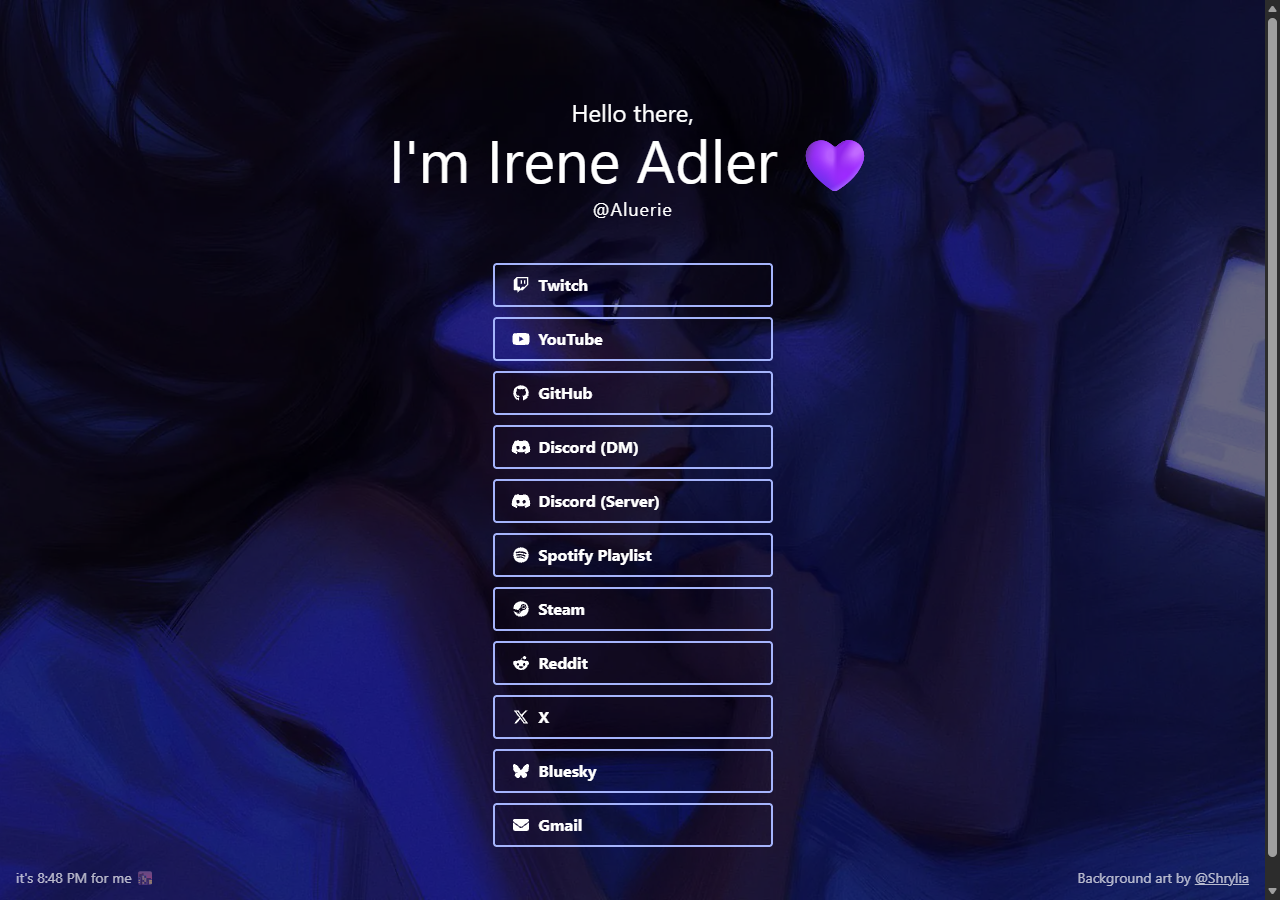 Hello there,
I'm Irene Adler 💜
@Aluerie
Twitch
YouTube
GitHub
Discord (DM)
Discord (Server)
Spotify Playlist
Steam
Reddit
X
Bluesky
Gmail
it's 8:48 PM for me
Background art by @Shrylia